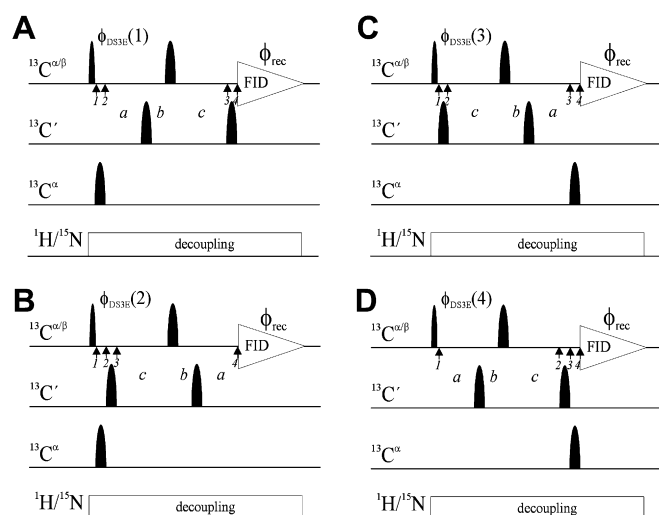 A
ϕDS3E(1)
ϕrec
13Cα/β
FID
1 2 3 4
a b c
13C′
13Cα
1H/15N
decoupling
B
ϕDS3E(2)
ϕrec
13Cα/β
FID
1 2 3 4
c b a
13C′
13Cα
1H/15N
decoupling
C
ϕDS3E(3)
ϕrec
13Cα/β
FID
1 2 3 4
c b a
13C′
13Cα
1H/15N
decoupling
D
ϕDS3E(4)
ϕrec
13Cα/β
FID
1 2 3 4
a b c
13C′
13Cα
1H/15N
decoupling